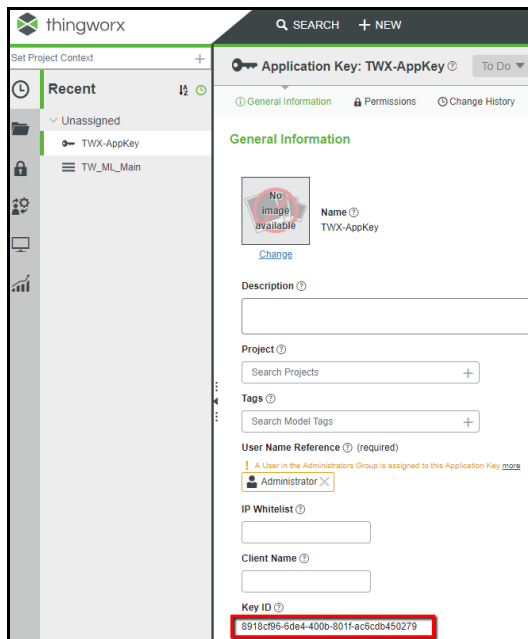 thingworx
SEARCH
+ NEW
Set Project Context +
Recent
Unassigned
TWX-AppKey
TW_ML_Main
Application Key: TWX-AppKey
To Do
General Information
Permissions
Change History
General Information
No
image
available
Change
Name
TWX-AppKey
Description
Project
Search Projects +
Tags
Search Model Tags +
User Name Reference (required)
! A User in the Administrators Group is assigned to this Application Key more
Administrator
IP Whitelist
Client Name
Key ID
8918cf96-6de4-400b-801f-ac6cdb450279